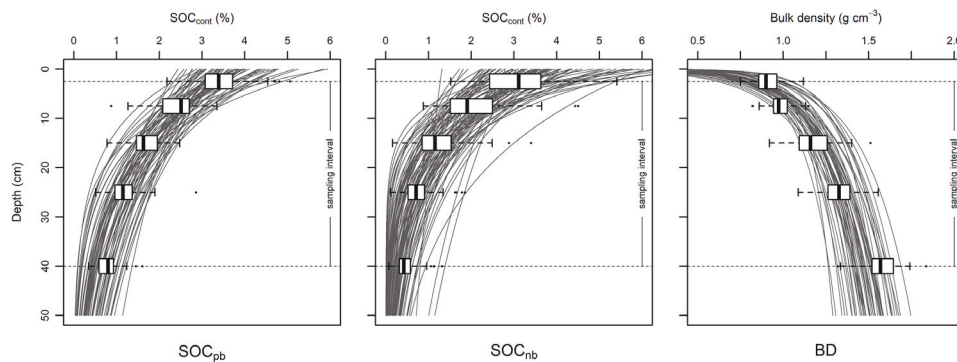 SOCcont (%)
0 1 2 3 4 5 6
SOCcont (%)
0 1 2 3 4 5 6
Bulk density (g cm−3)
0.5 1.0 1.5 2.0
Depth (cm)
0
10
20
30
40
50
sampling interval
sampling interval
sampling interval
SOCpb
SOCnb
BD